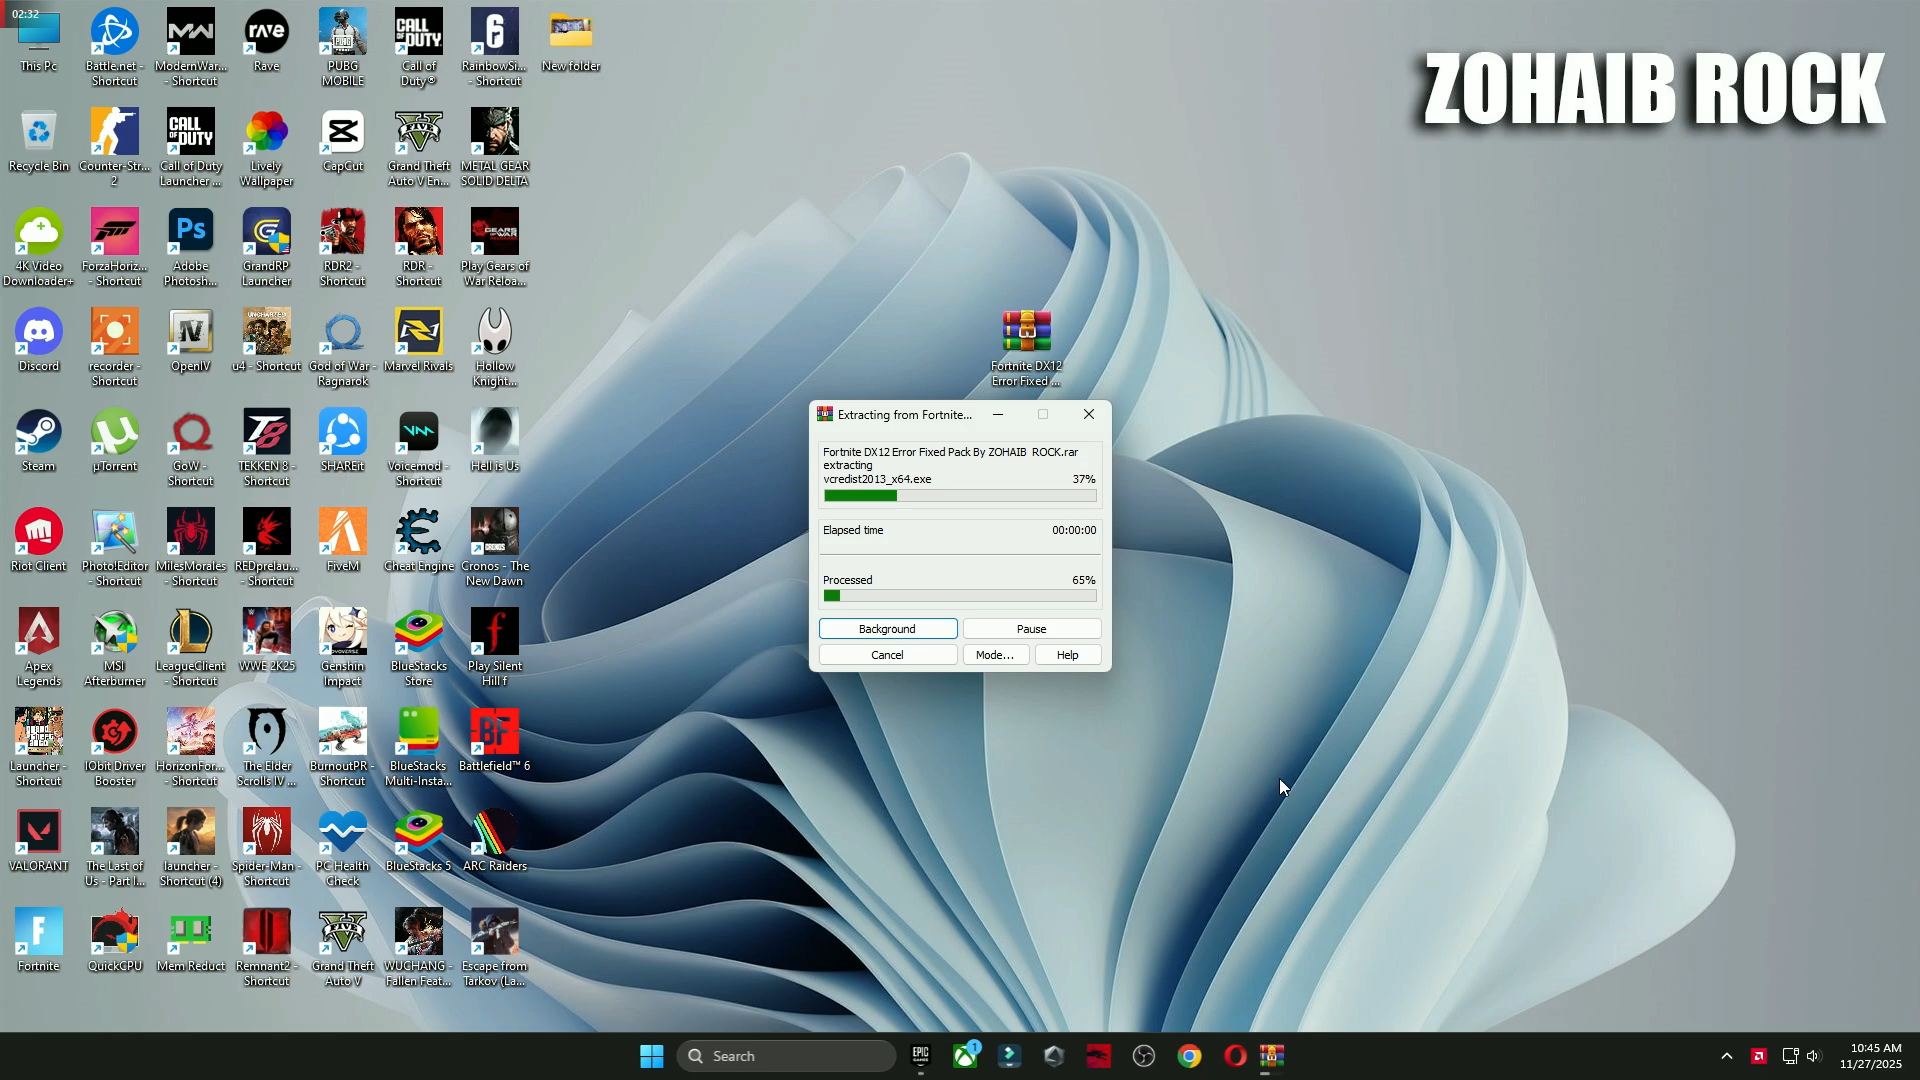 02:32
ZOHAIB ROCK
This Pc
Battle.net -
Shortcut
ModernWar...
- Shortcut
Rave
PUBG
MOBILE
Call of
Duty®
RainbowSi...
- Shortcut
New folder
Recycle Bin
Counter-Str...
2
Call of Duty
Launcher ...
Lively
Wallpaper
CapCut
Grand Theft
Auto V En...
METAL GEAR
SOLID DELTA
4K Video
Downloader+
ForzaHoriz...
- Shortcut
Adobe
Photosh...
GrandRP
Launcher
RDR2 -
Shortcut
RDR -
Shortcut
Play Gears of
War Reloa...
Discord
recorder -
Shortcut
OpenIV
u4 - Shortcut
God of War -
Ragnarok
Marvel Rivals
Hollow
Knight...
Fortnite DX12
Error Fixed ...
Steam
µTorrent
GoW -
Shortcut
TEKKEN 8 -
Shortcut
SHAREit
Voicemod -
Shortcut
Hell is Us
Riot Client
Photo!Editor
- Shortcut
MilesMorales
- Shortcut
REDprelau...
- Shortcut
FiveM
Cheat Engine
Cronos - The
New Dawn
Apex
Legends
MSI
Afterburner
LeagueClient
- Shortcut
WWE 2K25
Genshin
Impact
BlueStacks
Store
Play Silent
Hill f
Launcher -
Shortcut
IObit Driver
Booster
HorizonFor...
- Shortcut
The Elder
Scrolls IV ...
BurnoutPR -
Shortcut
BlueStacks
Multi-Insta...
Battlefield™ 6
VALORANT
The Last of
Us - Part I...
launcher -
Shortcut (4)
Spider-Man -
Shortcut
PC Health
Check
BlueStacks 5
ARC Raiders
Fortnite
QuickCPU
Mem Reduct
Remnant2 -
Shortcut
Grand Theft
Auto V
WUCHANG -
Fallen Feat...
Escape from
Tarkov (La...
Extracting from Fortnite...
Fortnite DX12 Error Fixed Pack By ZOHAIB ROCK.rar
extracting
vcredist2013_x64.exe 37%
Elapsed time 00:00:00
Processed 65%
Background Pause
Cancel Mode... Help
Search
EPIC
GAMES
1
10:45 AM
11/27/2025